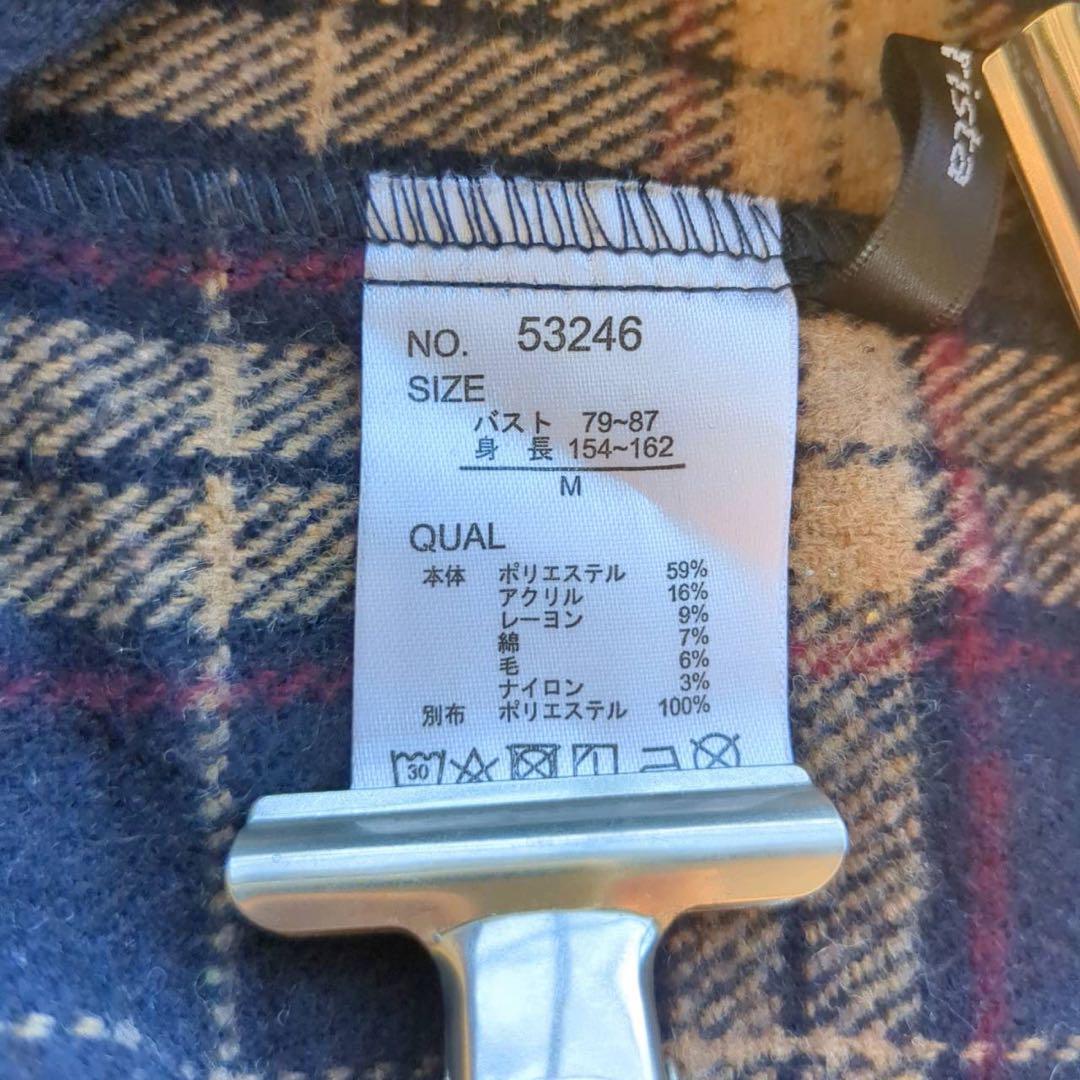 rista
NO. 53246
SIZE
バスト 79~87
身 長 154~162
M
QUAL
本体 ポリエステル 59%
アクリル 16%
レーヨン 9%
綿 7%
毛 6%
ナイロン 3%
別布 ポリエステル 100%
30